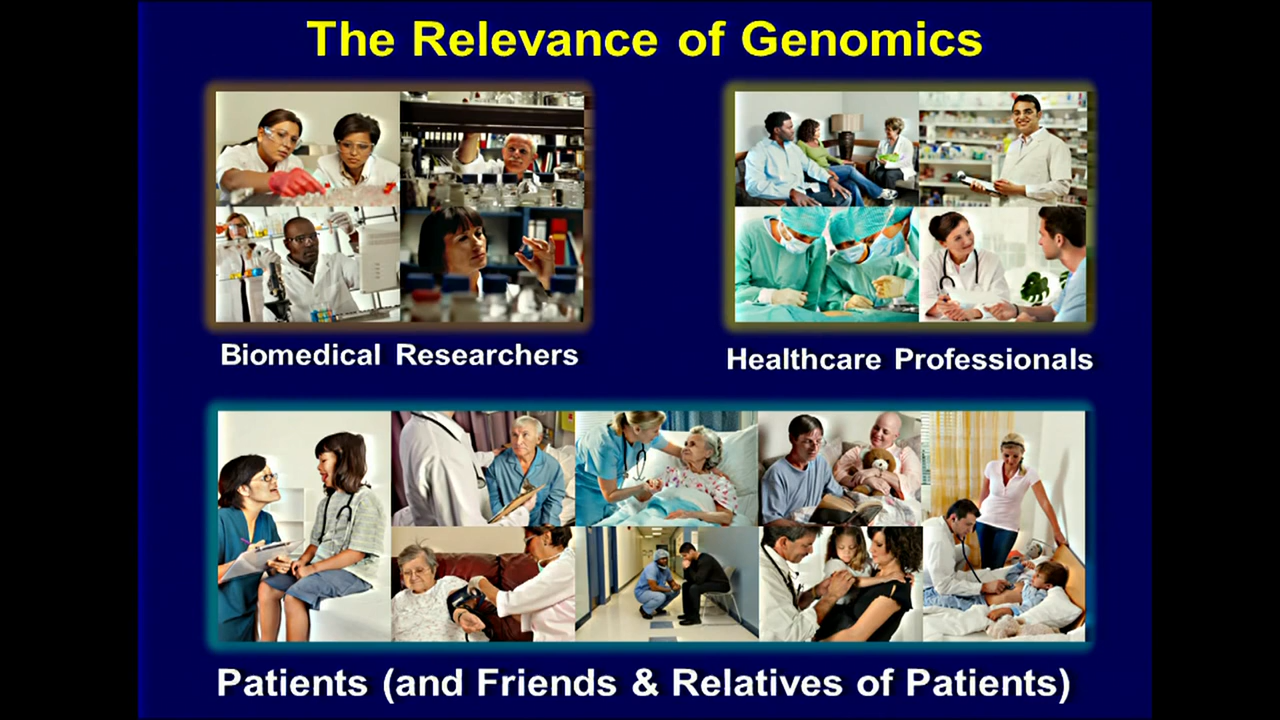 The Relevance of Genomics
Biomedical Researchers
Healthcare Professionals
Patients (and Friends & Relatives of Patients)